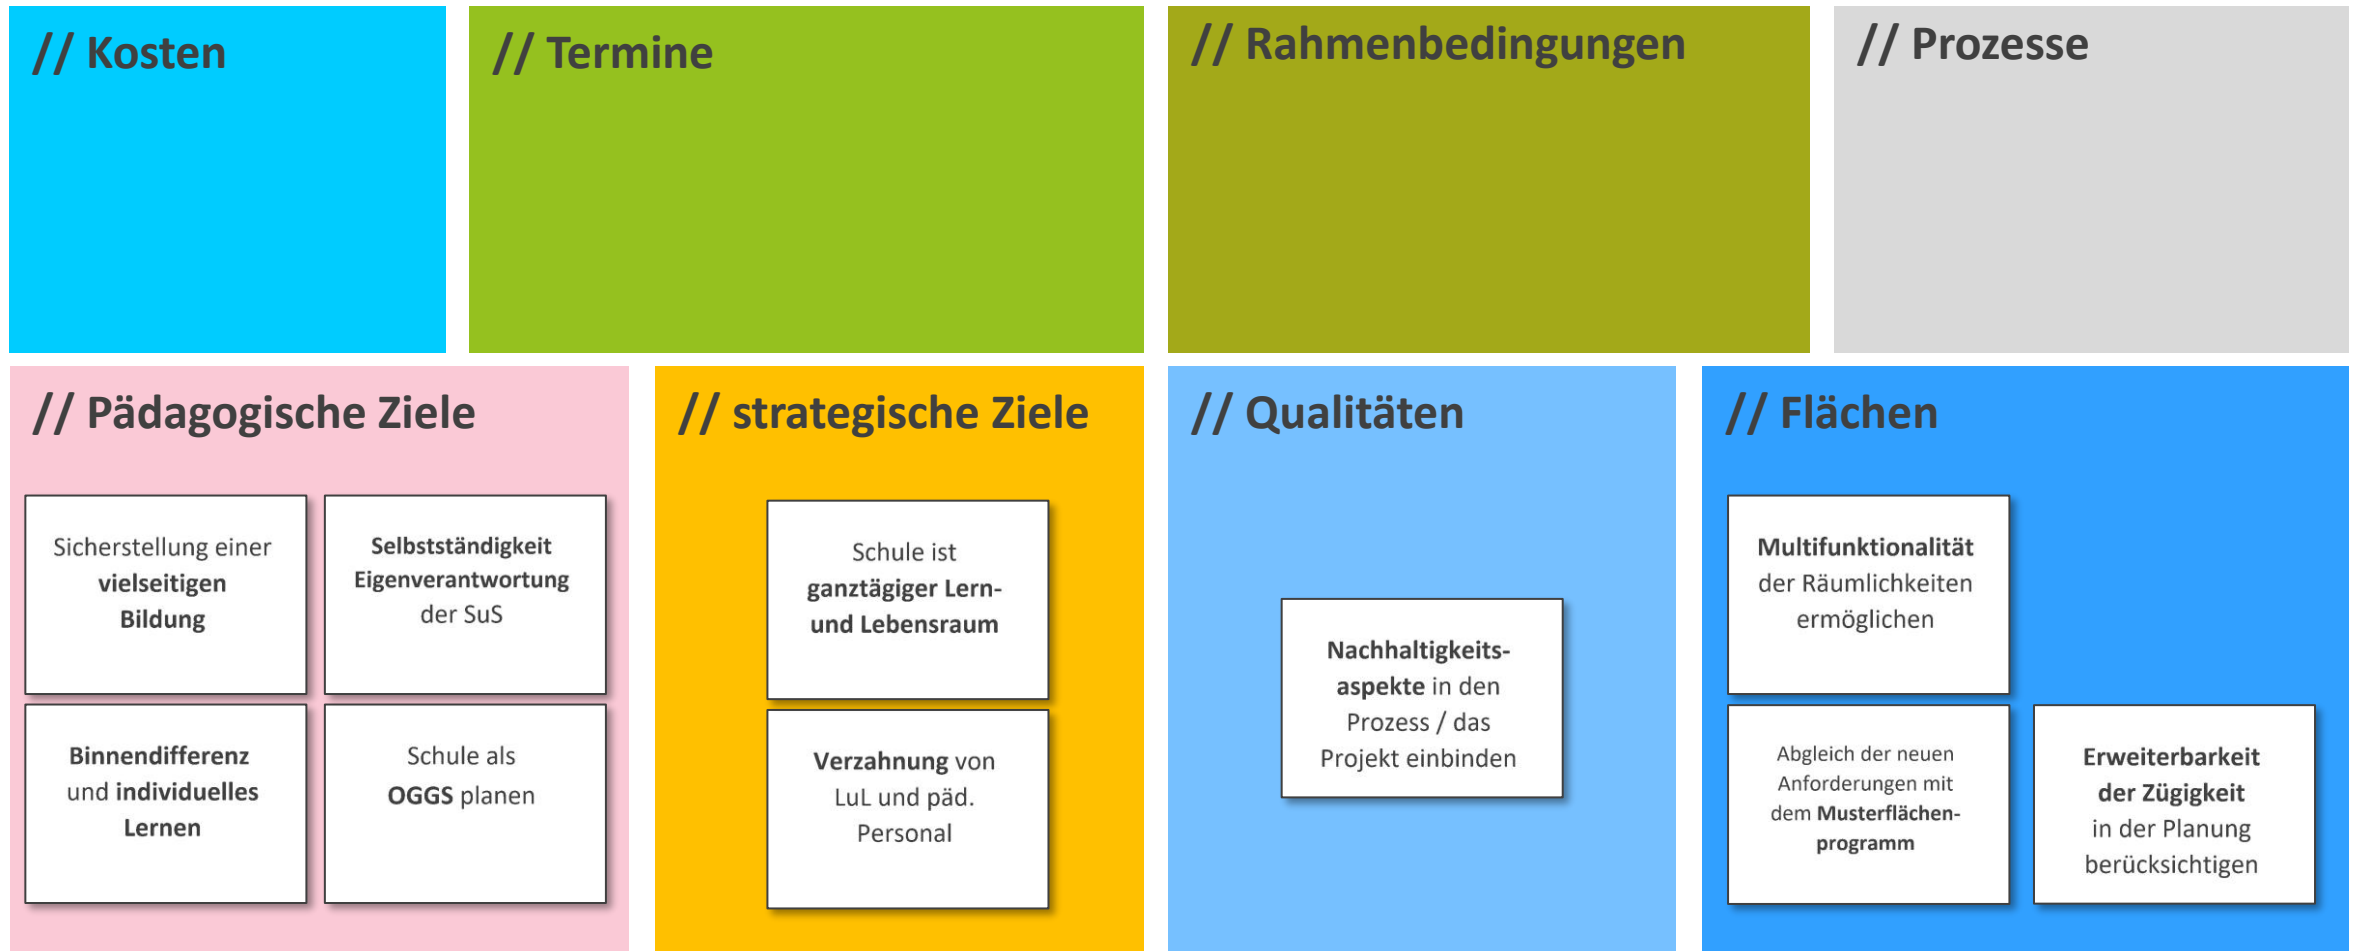 // Kosten
// Termine
// Rahmenbedingungen
// Prozesse
// Pädagogische Ziele
Sicherstellung einer
vielseitigen
Bildung
Selbstständigkeit
Eigenverantwortung
der SuS
Binnendifferenz
und individuelles
Lernen
Schule als
OGGS planen
// strategische Ziele
Schule ist
ganztägiger Lern-
und Lebensraum
Verzahnung von
LuL und päd.
Personal
// Qualitäten
Nachhaltigkeits-
aspekte in den
Prozess / das
Projekt einbinden
// Flächen
Multifunktionalität
der Räumlichkeiten
ermöglichen
Abgleich der neuen
Anforderungen mit
dem Musterflächen-
programm
Erweiterbarkeit
der Zügigkeit
in der Planung
berücksichtigen